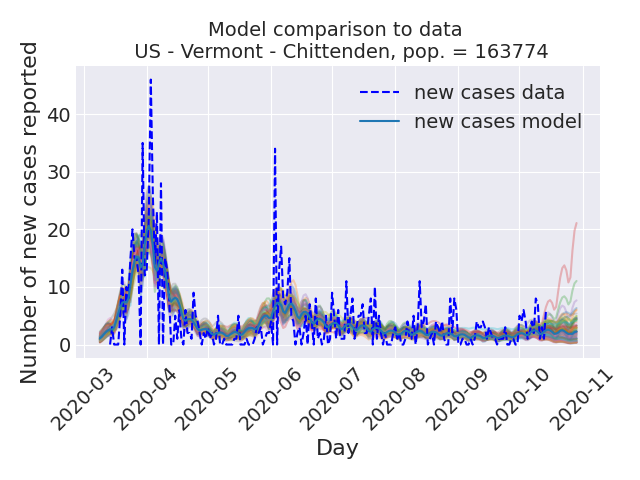 Model comparison to data
US - Vermont - Chittenden, pop. = 163774
Number of new cases reported
40
30
20
10
0
new cases data
new cases model
2020-03
2020-04
2020-05
2020-06
2020-07
2020-08
2020-09
2020-10
2020-11
Day